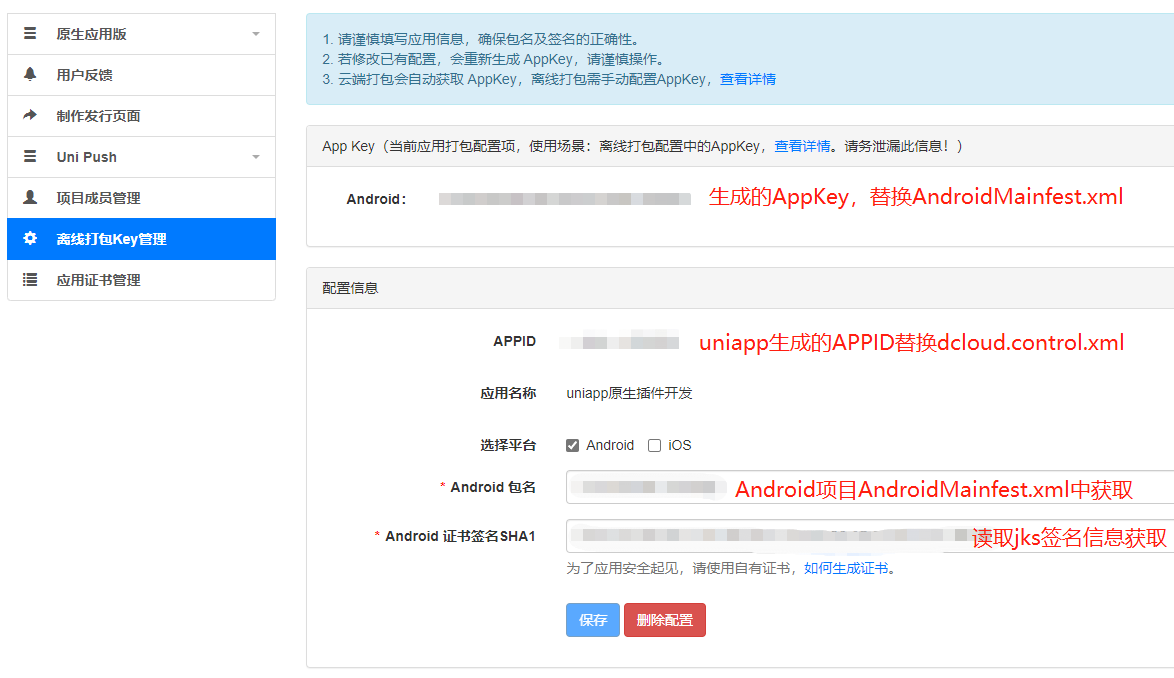 原生应用版
用户反馈
制作发行页面
Uni Push
项目成员管理
离线打包Key管理
应用证书管理
1. 请谨慎填写应用信息，确保包名及签名的正确性。
2. 若修改已有配置，会重新生成 AppKey，请谨慎操作。
3. 云端打包会自动获取 AppKey，离线打包需手动配置AppKey，查看详情
App Key（当前应用打包配置项，使用场景：离线打包配置中的AppKey，查看详情。请务泄漏此信息！）
Android： 生成的AppKey，替换AndroidMainfest.xml
配置信息
APPID uniapp生成的APPID替换dcloud.control.xml
应用名称 uniapp原生插件开发
选择平台 Android iOS
* Android 包名 Android项目AndroidMainfest.xml中获取
* Android 证书签名SHA1 读取jks签名信息获取
为了应用安全起见，请使用自有证书，如何生成证书。
保存 删除配置